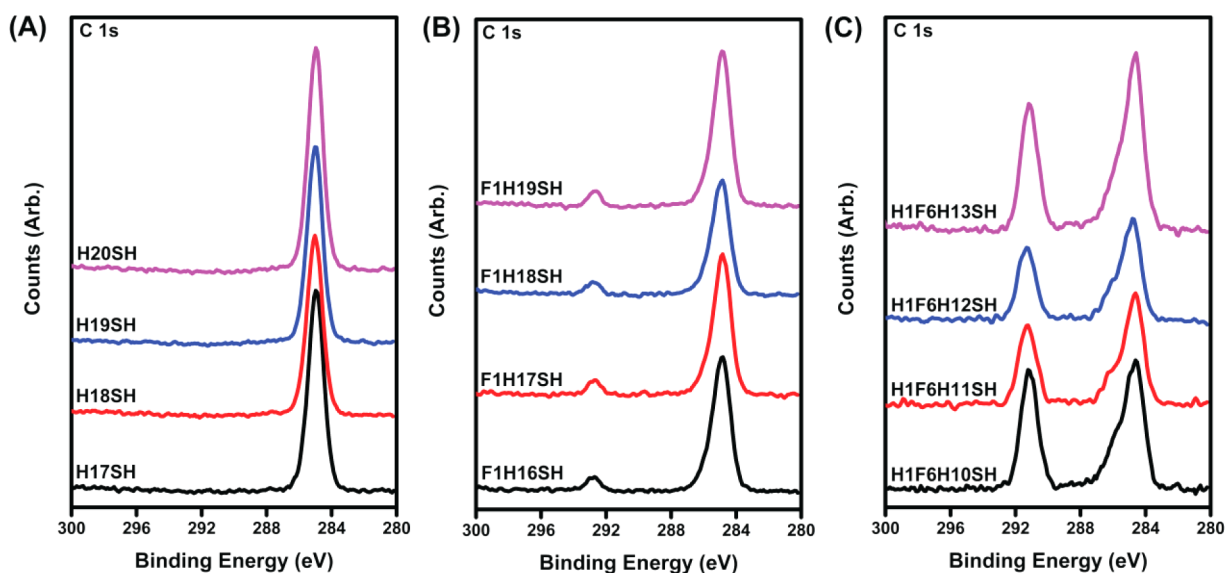 (A)
C 1s
H20SH
H19SH
H18SH
H17SH
Counts (Arb.)
300 296 292 288 284 280
Binding Energy (eV)
(B)
C 1s
F1H19SH
F1H18SH
F1H17SH
F1H16SH
Counts (Arb.)
300 296 292 288 284 280
Binding Energy (eV)
(C)
C 1s
H1F6H13SH
H1F6H12SH
H1F6H11SH
H1F6H10SH
Counts (Arb.)
300 296 292 288 284 280
Binding Energy (eV)